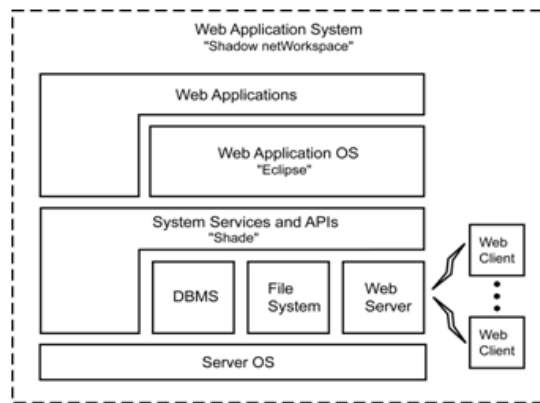 Web Application System
"Shadow netWorkspace"
Web Applications
Web Application OS
"Eclipse"
System Services and APIs
"Shade"
DBMS
File
System
Web
Server
Web
Client
Web
Client
Server OS